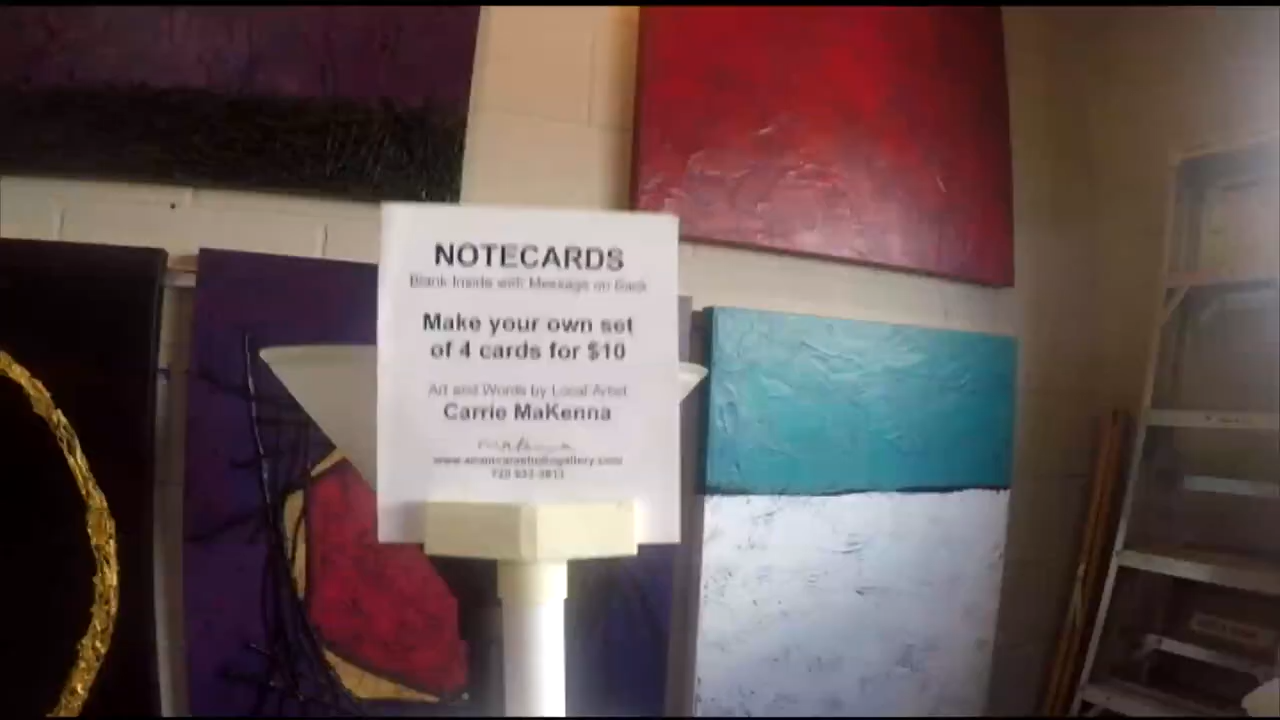 NOTECARDS
Blank Inside with Message on Back
Make your own set
of 4 cards for $10
Art and Words by Local Artist
Carrie MaKenna